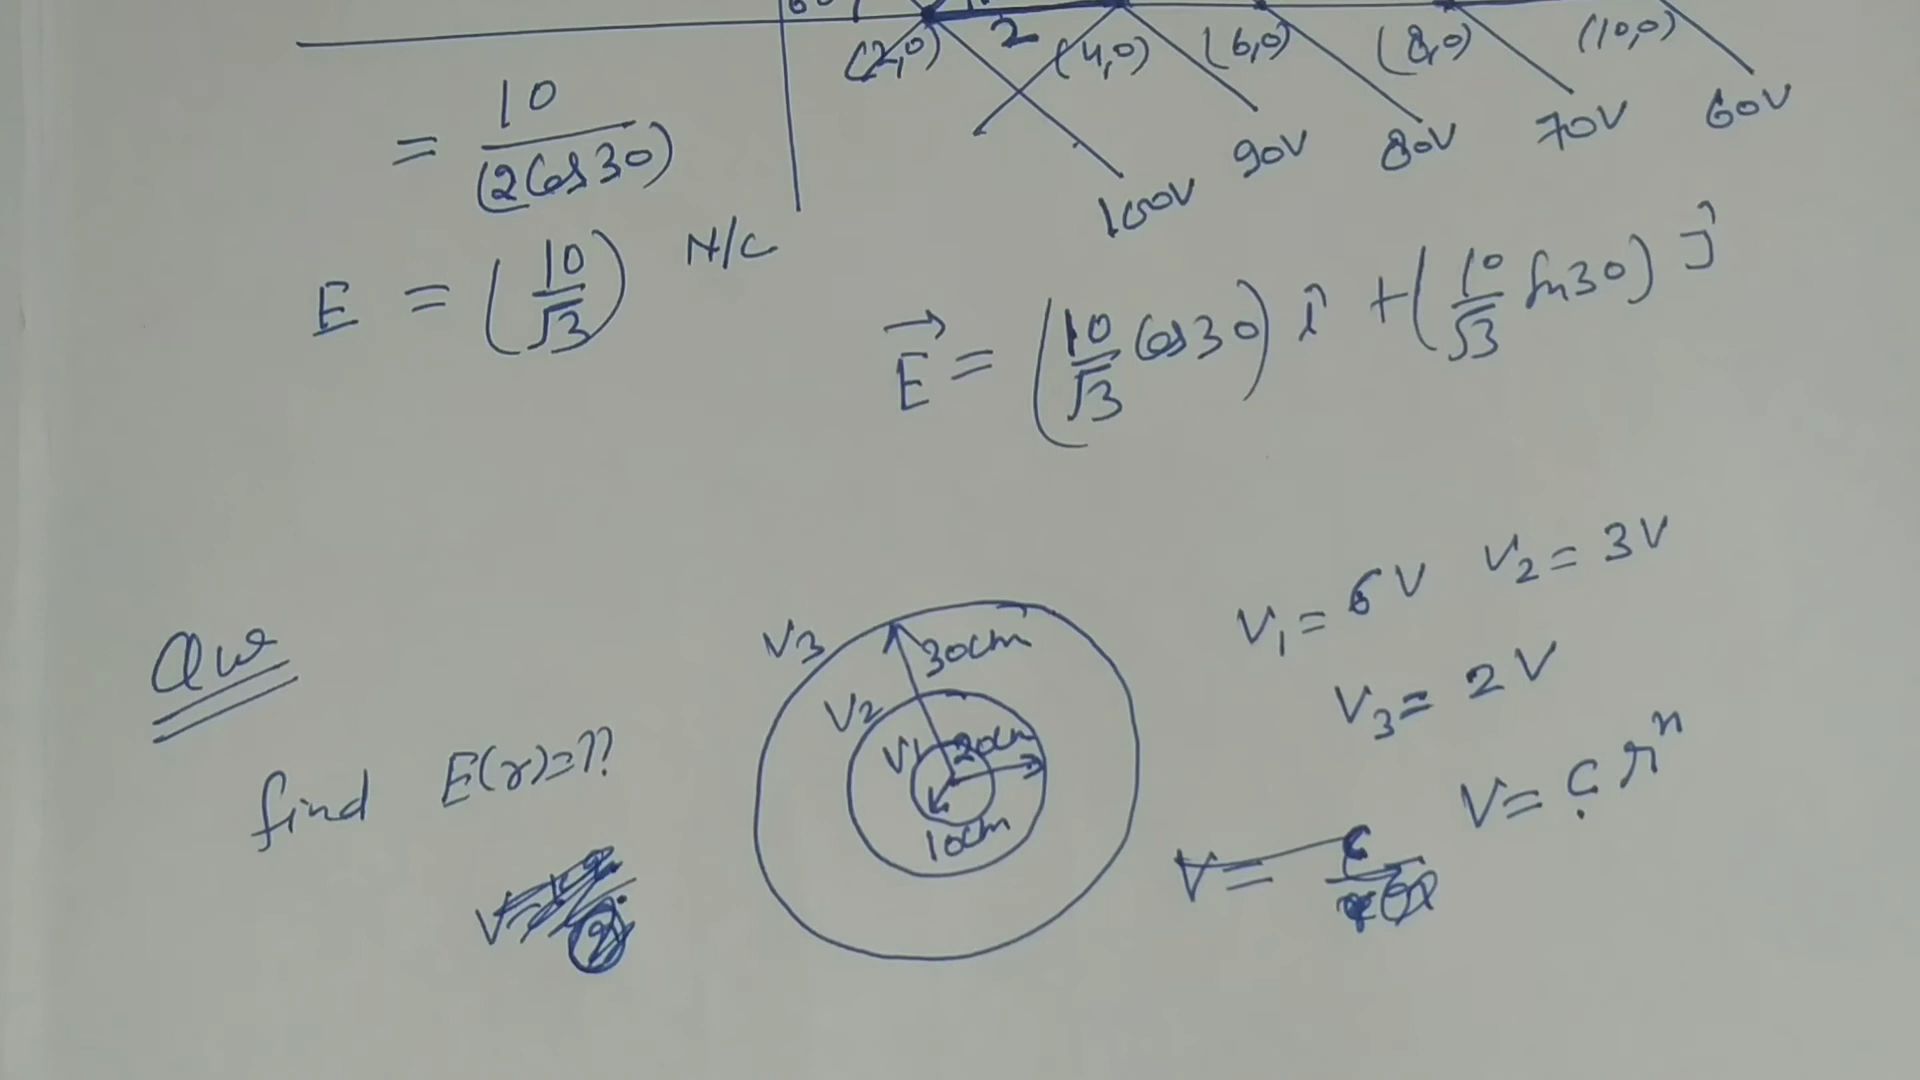 (2,0) 2 (4,0) (6,0) (8,0) (10,0)
100V 90V 80V 70V 60V
= 10/(2Cos30)
E = (10/√3) N/C
E⃗ = (10/√3 Cos30) î + (10/√3 Sin30) ĵ
Que
find E(r)=??
V3 30cm
V2 20cm
V1 10cm
V₁ = 6V V₂ = 3V
V₃ = 2V
V = C rⁿ